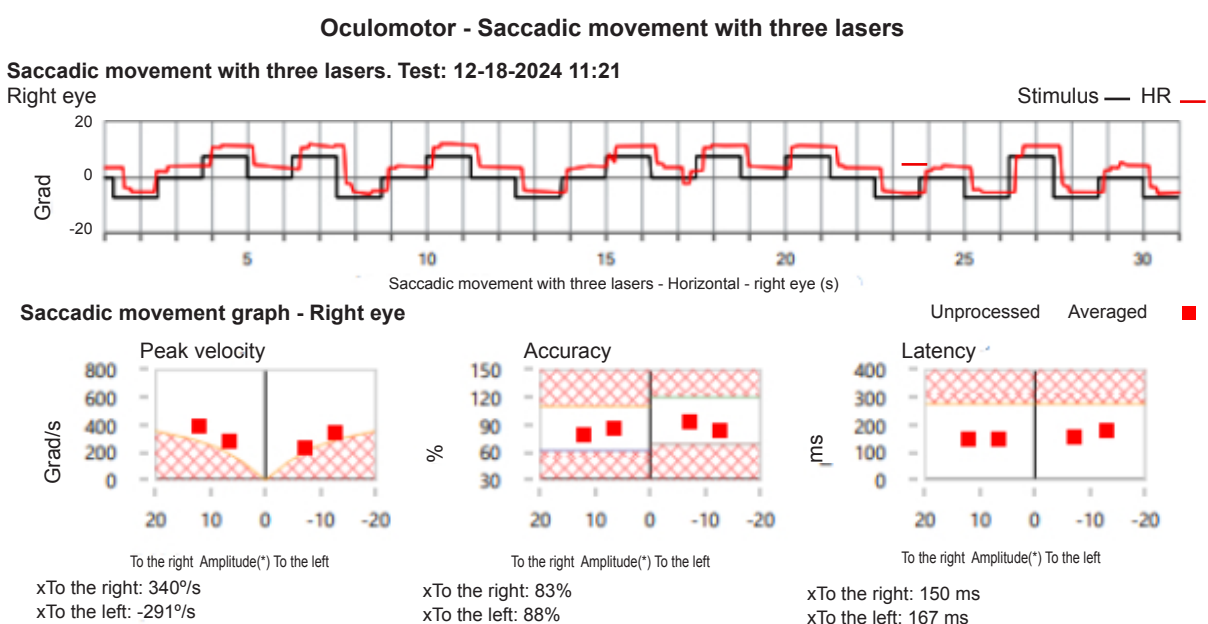 Oculomotor - Saccadic movement with three lasers
Saccadic movement with three lasers. Test: 12-18-2024 11:21
Right eye
Stimulus HR
20
0
-20
Grad
5 10 15 20 25 30
Saccadic movement with three lasers - Horizontal - right eye (s)
Saccadic movement graph - Right eye
Unprocessed Averaged
Peak velocity
800
600
400
200
0
Grad/s
20 10 0 -10 -20
To the right Amplitude(*) To the left
xTo the right: 340º/s
xTo the left: -291º/s
Accuracy
150
120
90
60
30
%
20 10 0 -10 -20
To the right Amplitude(*) To the left
xTo the right: 83%
xTo the left: 88%
Latency
400
300
200
100
0
ms
20 10 0 -10 -20
To the right Amplitude(*) To the left
xTo the right: 150 ms
xTo the left: 167 ms